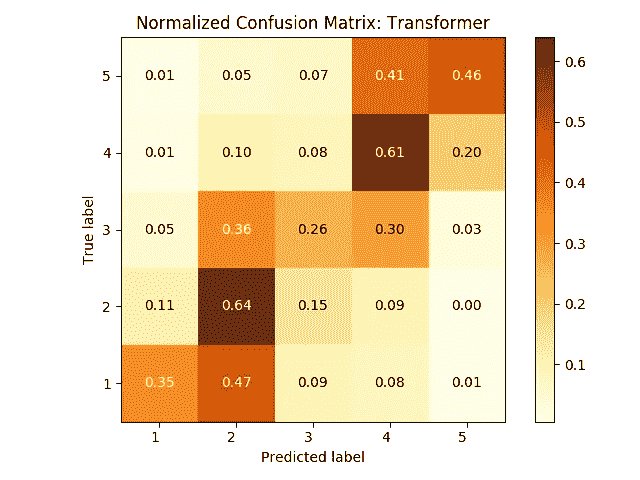 Normalized Confusion Matrix: Transformer
5 0.01 0.05 0.07 0.41 0.46
4 0.01 0.10 0.08 0.61 0.20
3 0.05 0.36 0.26 0.30 0.03
2 0.11 0.64 0.15 0.09 0.00
1 0.35 0.47 0.09 0.08 0.01
1 2 3 4 5
True label
Predicted label
0.6
0.5
0.4
0.3
0.2
0.1